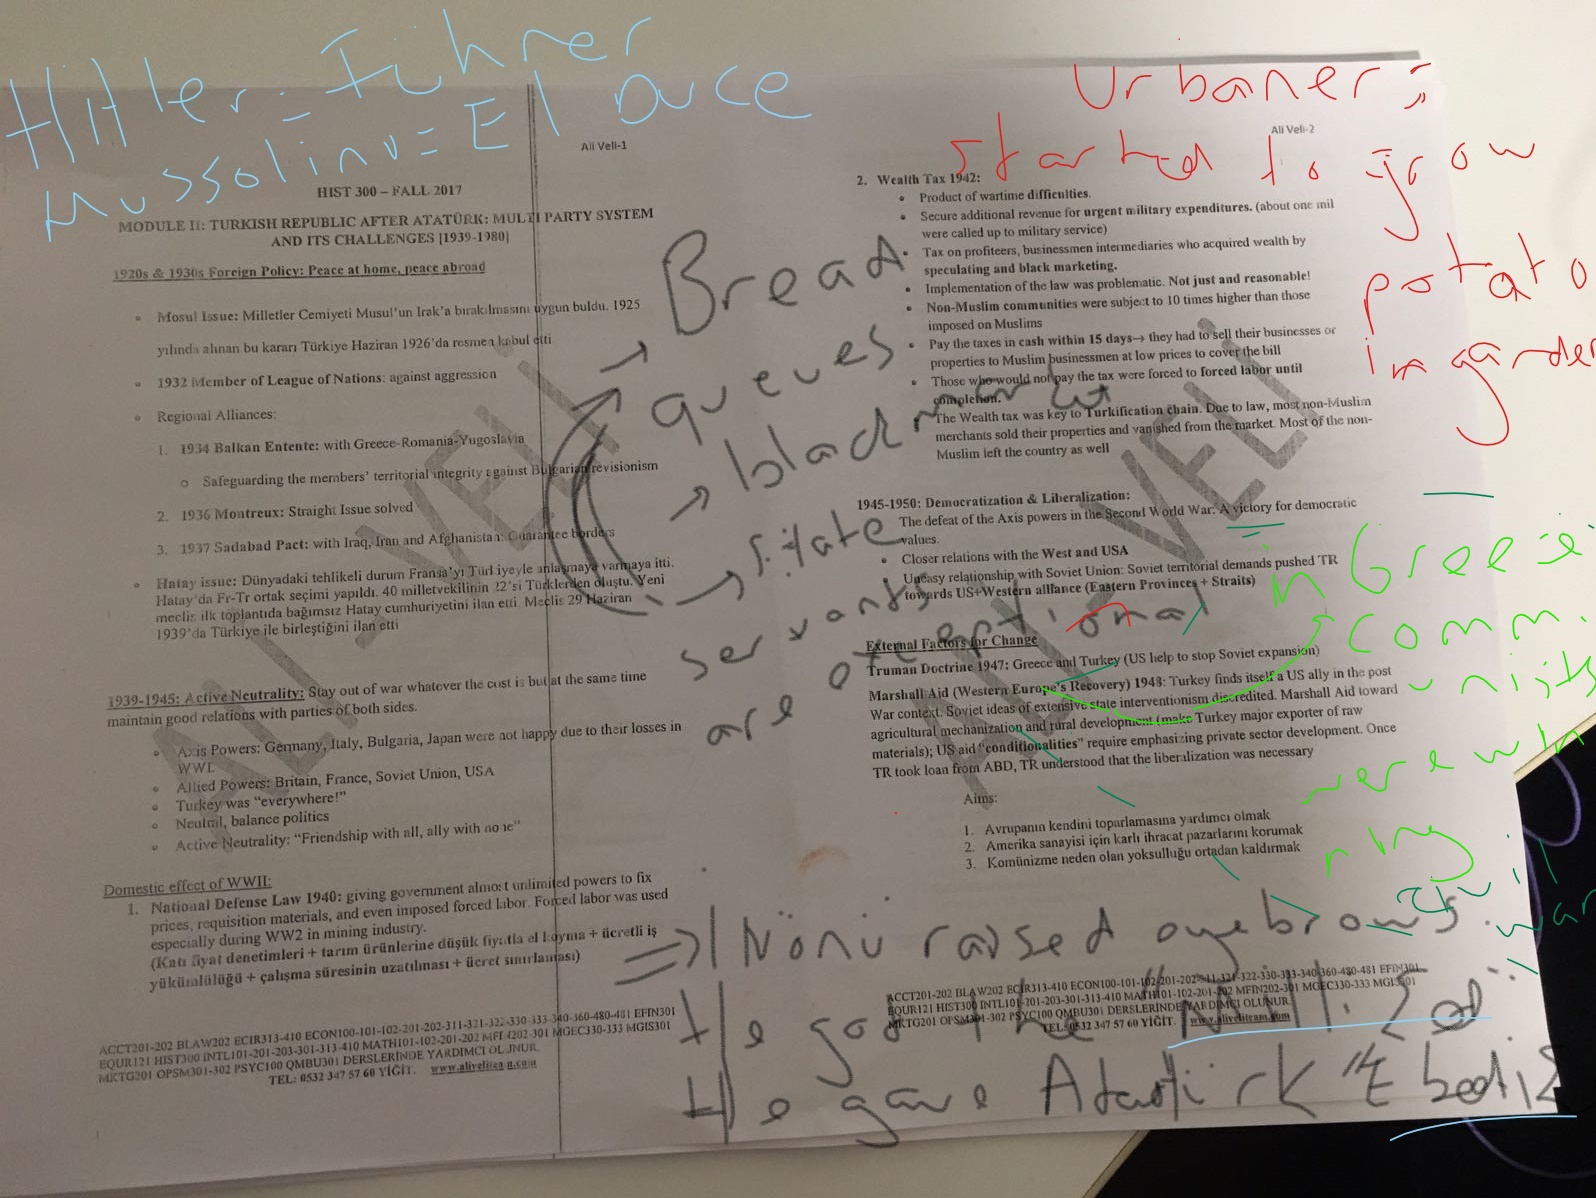 Hitler = Führer
Mussolinv = El Duce
Ali Veli-1
HIST 300 – FALL 2017
MODULE II: TURKISH REPUBLIC AFTER ATATÜRK: MULTI PARTY SYSTEM
AND ITS CHALLENGES [1939-1980]
1920s & 1930s Foreign Policy: Peace at home, peace abroad
Mosul Issue: Milletler Cemiyeti Musul'un Irak'a bırakılmasını uygun buldu. 1925
yılında alınan bu kararı Türkiye Haziran 1926'da resmen kabul etti
1932 Member of League of Nations: against aggression
Regional Alliances:
1. 1934 Balkan Entente: with Greece-Romania-Yugoslavia
Safeguarding the members' territorial integrity against Bulgarian revisionism
2. 1936 Montreux: Straight Issue solved
3. 1937 Sadabad Pact: with Iraq, Iran and Afghanistan: Guarantee borders
Hatay issue: Dünyadaki tehlikeli durum Fransa'yı Türkiyeyle anlaşmaya varmaya itti.
Hatay'da Fr-Tr ortak seçimi yapıldı. 40 milletvekilinin 22'si Türklerden oluştu. Yeni
meclis ilk toplantıda bağımsız Hatay cumhuriyetini ilan etti. Meclis 29 Haziran
1939'da Türkiye ile birleştiğini ilan etti
1939-1945: Active Neutrality: Stay out of war whatever the cost is but at the same time
maintain good relations with parties of both sides.
Axis Powers: Germany, Italy, Bulgaria, Japan were not happy due to their losses in
WWI.
Allied Powers: Britain, France, Soviet Union, USA
Turkey was "everywhere!"
Neutral, balance politics
Active Neutrality: "Friendship with all, ally with none"
Domestic effect of WWII:
1. National Defense Law 1940: giving government almost unlimited powers to fix
prices, requisition materials, and even imposed forced labor. Forced labor was used
especially during WW2 in mining industry.
(Katı fiyat denetimleri + tarım ürünlerine düşük fiyatla el koyma + ücretli iş
yükümlülüğü + çalışma süresinin uzatılması + ücret sınırlaması)
ACCT201-202 BLAW202 ECIR313-410 ECON100-101-102-201-202-311-321-322-330-333-340-360-480-481 EFIN301
EQUR121 HIST300 INTL101-201-203-301-313-410 MATH101-102-201-202 MFIN202-301 MGEC330-333 MGIS301
MKTG201 OPSM301-302 PSYC100 QMBU301 DERSLERİNDE YARDIMCI OLUNUR.
TEL: 0532 347 57 60 YİĞİT. www.aliveliteam.com
ALI - VELI
→ Bread
queues
→ black market
→ state
servants
are exeptional
Urbaner:
started to grow
potato
in garden
Ali Veli-2
2. Wealth Tax 1942:
Product of wartime difficulties.
Secure additional revenue for urgent military expenditures. (about one mil
were called up to military service)
Tax on profiteers, businessmen intermediaries who acquired wealth by
speculating and black marketing.
Implementation of the law was problematic. Not just and reasonable!
Non-Muslim communities were subject to 10 times higher than those
imposed on Muslims
Pay the taxes in cash within 15 days→ they had to sell their businesses or
properties to Muslim businessmen at low prices to cover the bill
Those who would not pay the tax were forced to forced labor until
completion.
The Wealth tax was key to Turkification chain. Due to law, most non-Muslim
merchants sold their properties and vanished from the market. Most of the non-
Muslim left the country as well
1945-1950: Democratization & Liberalization:
The defeat of the Axis powers in the Second World War: A victory for democratic
values.
Closer relations with the West and USA
Uneasy relationship with Soviet Union: Soviet territorial demands pushed TR
towards US+Western alliance (Eastern Provinces + Straits)
External Factors for Change
Truman Doctrine 1947: Greece and Turkey (US help to stop Soviet expansion)
Marshall Aid (Western Europe's Recovery) 1948: Turkey finds itself a US ally in the post
War context. Soviet ideas of extensive state interventionism discredited. Marshall Aid toward
agricultural mechanization and rural development (make Turkey major exporter of raw
materials); US aid "conditionalities" require emphasizing private sector development. Once
TR took loan from ABD, TR understood that the liberalization was necessary
Aims:
1. Avrupanın kendini toparlamasına yardımcı olmak
2. Amerika sanayisi için karlı ihracat pazarlarını korumak
3. Komünizme neden olan yoksulluğu ortadan kaldırmak
ACCT201-202 BLAW202 ECIR313-410 ECON100-101-102-201-202-311-321-322-330-333-340-360-480-481 EFIN301
EQUR121 HIST300 INTL101-201-203-301-313-410 MATH101-102-201-202 MFIN202-301 MGEC330-333 MGIS301
MKTG201 OPSM301-302 PSYC100 QMBU301 DERSLERİNDE YARDIMCI OLUNUR.
TEL: 0532 347 57 60 YİĞİT. www.aliveliteam.com
ALI - VELI
in Greece
comm.
unists
were win
ning
civil
war
⇒ İnönü raised eyebrows.
He got the "Milli Şef"
He gave Atatürk "Ebedi Ş